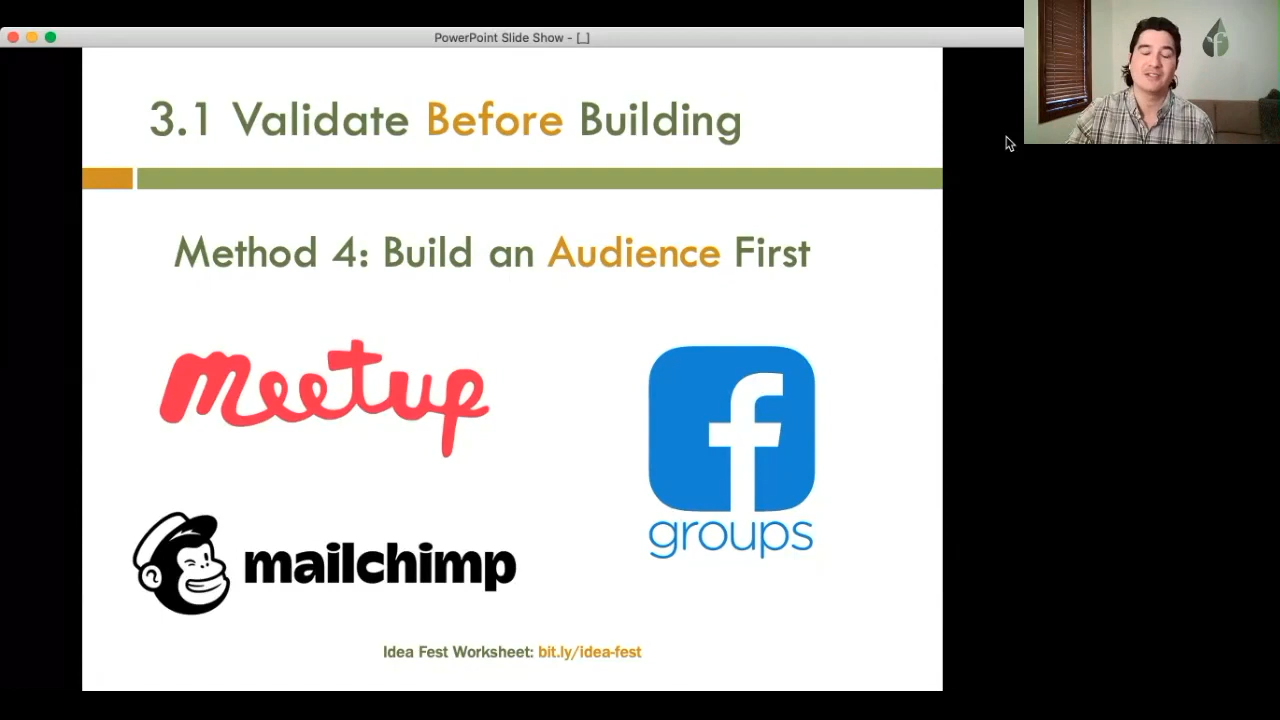 PowerPoint Slide Show - [_]
3.1 Validate Before Building
Method 4: Build an Audience First
meetup
f
groups
mailchimp
Idea Fest Worksheet: bit.ly/idea-fest
f